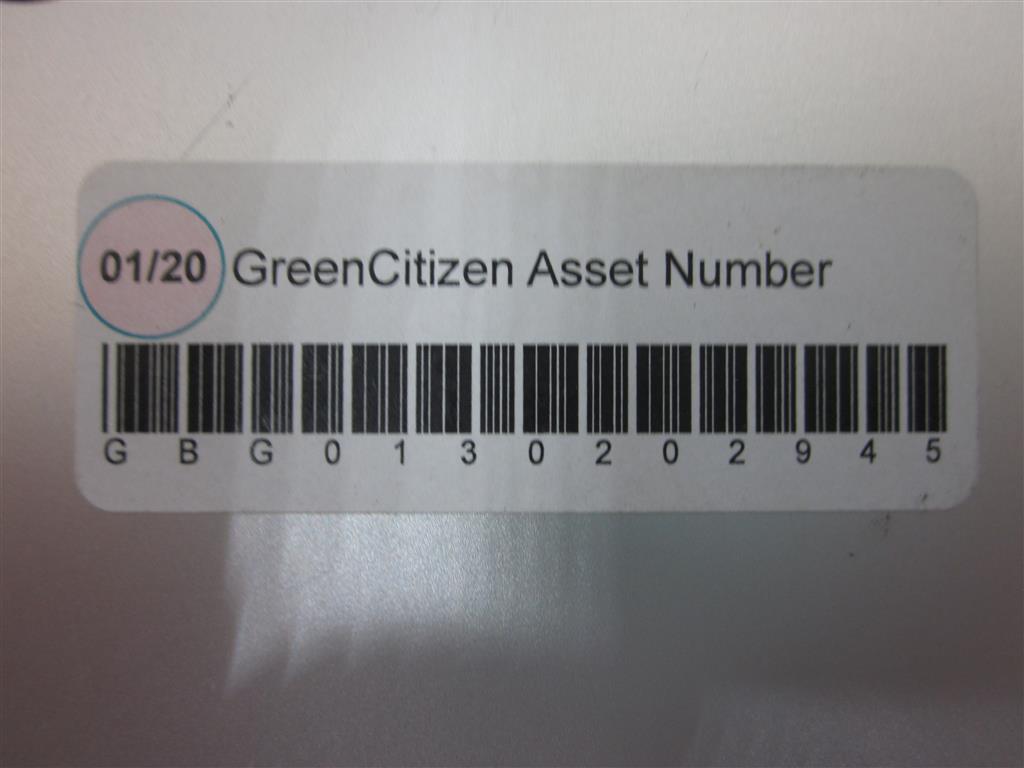 01/20 GreenCitizen Asset Number
G B G 0 1 3 0 2 0 2 9 4 5